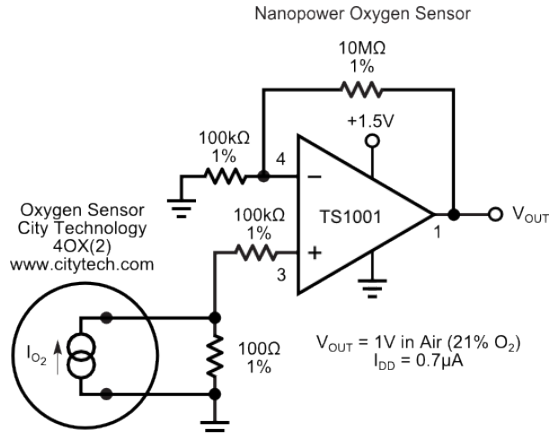 Nanopower Oxygen Sensor
10MΩ
1%
+1.5V
100kΩ
1%
4
−
TS1001
VOUT
1
100kΩ
1%
+
3
Oxygen Sensor
City Technology
4OX(2)
www.citytech.com
IO2
100Ω
1%
VOUT = 1V in Air (21% O2)
IDD = 0.7µA